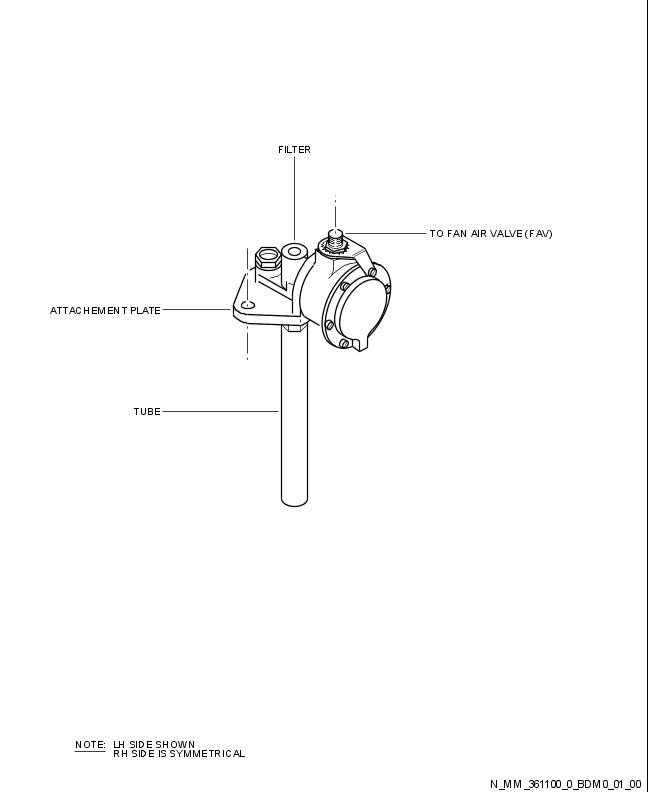 FILTER
TO FAN AIR VALVE (FAV)
ATTACHEMENT PLATE
TUBE
NOTE: LH SIDE SHOWN
RH SIDE IS SYMMETRICAL
N_MM_361100_0_BDM0_01_00